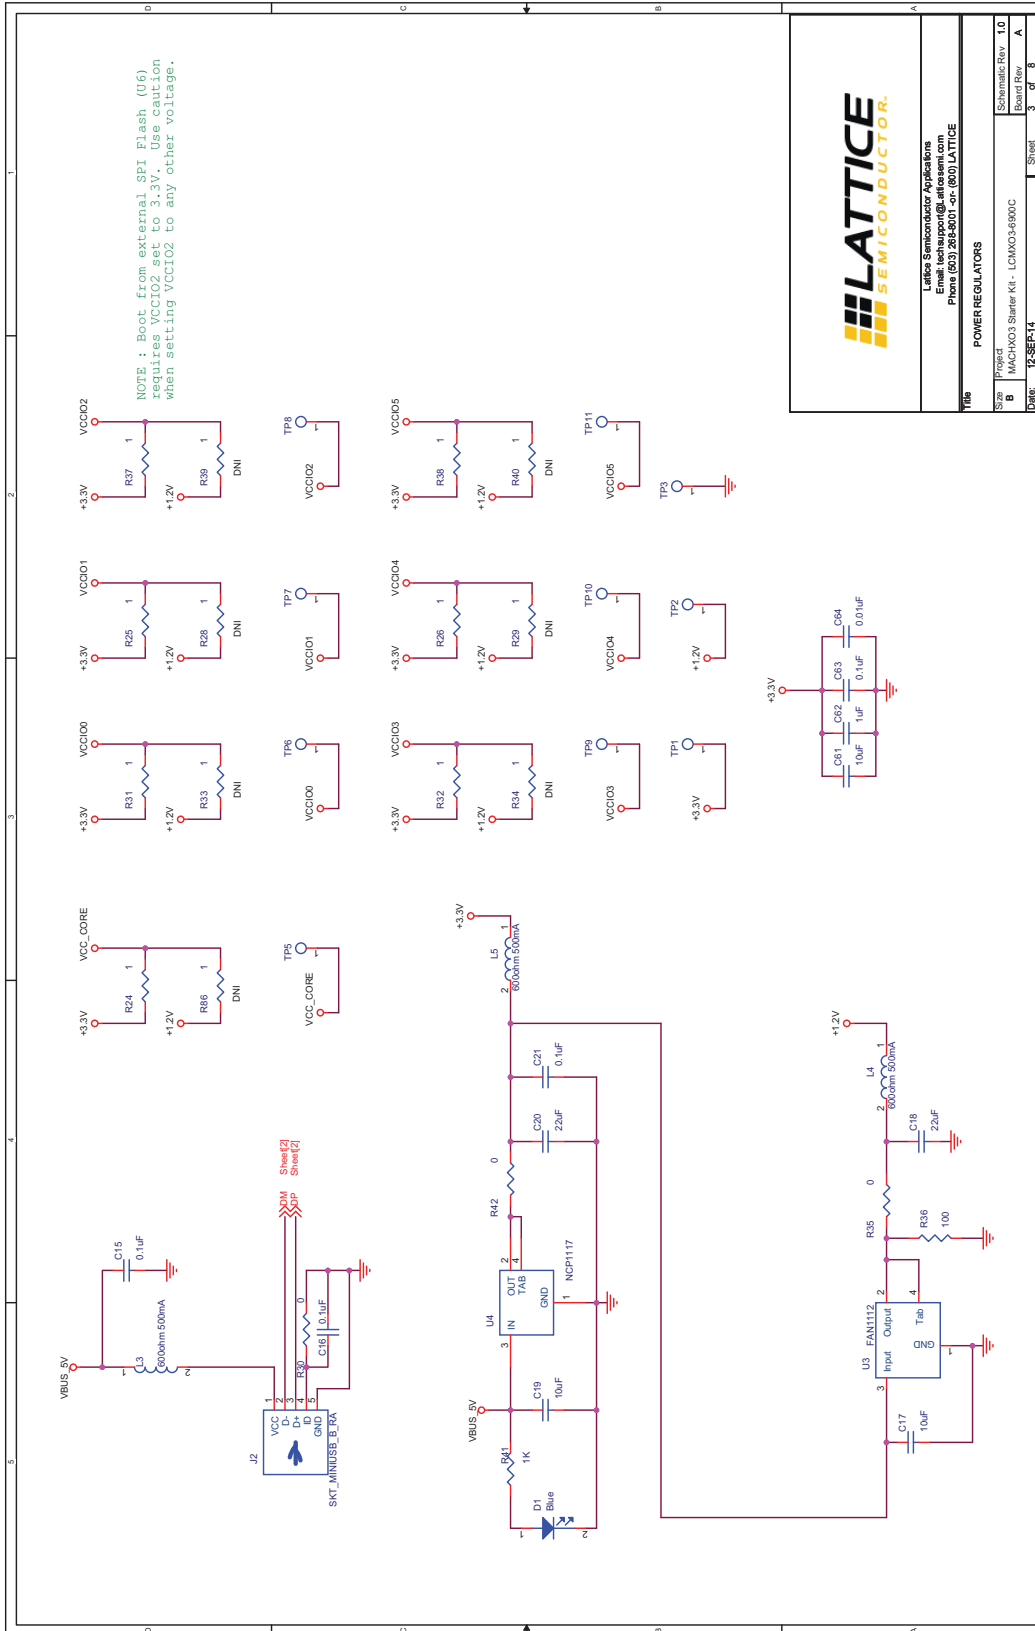 D
C
B
A
5
4
3
2
1
NOTE : Boot from external SPI Flash (U6)
requires VCCIO2 set to 3.3V. Use caution
when setting VCCIO2 to any other voltage.
VBUS_5V
C15
0.1uF
1
L3
2
600ohm 500mA
DM Sheet[2]
DP Sheet[2]
J2
VCC 1
D- 2
D+ 3
ID 4
GND 5
SKT_MINIUSB_B_RA
R30
0
C16
0.1uF
+3.3V
VCC_CORE
R24
1
+1.2V
R86
1
DNI
TP5
1
VCC_CORE
+3.3V
VCCIO0
R31
1
+1.2V
R33
1
DNI
TP6
1
VCCIO0
+3.3V
VCCIO1
R25
1
+1.2V
R28
1
DNI
TP7
1
VCCIO1
+3.3V
VCCIO2
R37
1
+1.2V
R39
1
DNI
TP8
1
VCCIO2
+3.3V
VCCIO3
R32
1
+1.2V
R34
1
DNI
TP9
1
VCCIO3
+3.3V
VCCIO4
R26
1
+1.2V
R29
1
DNI
TP10
1
VCCIO4
+3.3V
VCCIO5
R38
1
+1.2V
R40
1
DNI
TP11
1
VCCIO5
TP1
1
+3.3V
TP2
1
+1.2V
TP3
1
VBUS_5V
R41
1K
D1
Blue
1
2
C19
10uF
U4
3
IN
OUT
2
TAB
4
GND
1
NCP1117
R42
0
C20
22uF
C21
0.1uF
2
L5
1
600ohm 500mA
+3.3V
C17
10uF
U3
FAN1112
3
Input
Output
2
Tab
4
GND
1
R35
0
R36
100
C18
22uF
2
L4
1
600ohm 500mA
+1.2V
+3.3V
C61
10uF
C62
1uF
C63
0.1uF
C64
0.01uF
LATTICE
SEMICONDUCTOR.
Lattice Semiconductor Applications
Email: techsupport@Latticesemi.com
Phone (503) 268-8001 -or- (800) LATTICE
Title
POWER REGULATORS
Size
B
Project
MACHXO3 Starter Kit - LCMXO3-6900C
Schematic Rev 1.0
Board Rev A
Date: 12-SEP-14
Sheet 3 of 8
D
C
B
A